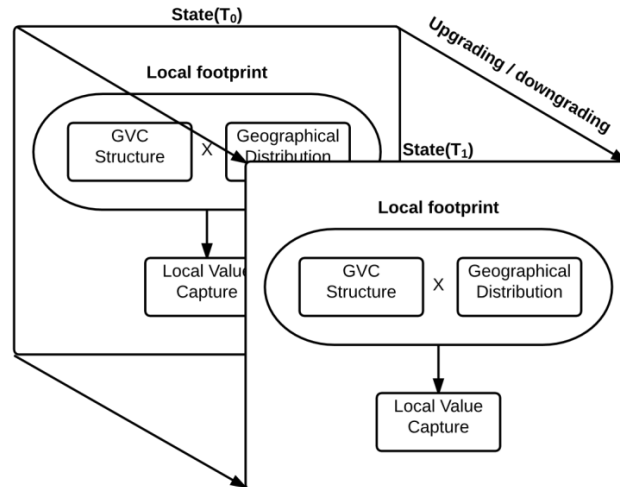 State(T₀)
Upgrading / downgrading
Local footprint
GVC
Structure
X
Geographical
Distribution
Local Value
Capture
State(T₁)
Local footprint
GVC
Structure
X
Geographical
Distribution
Local Value
Capture